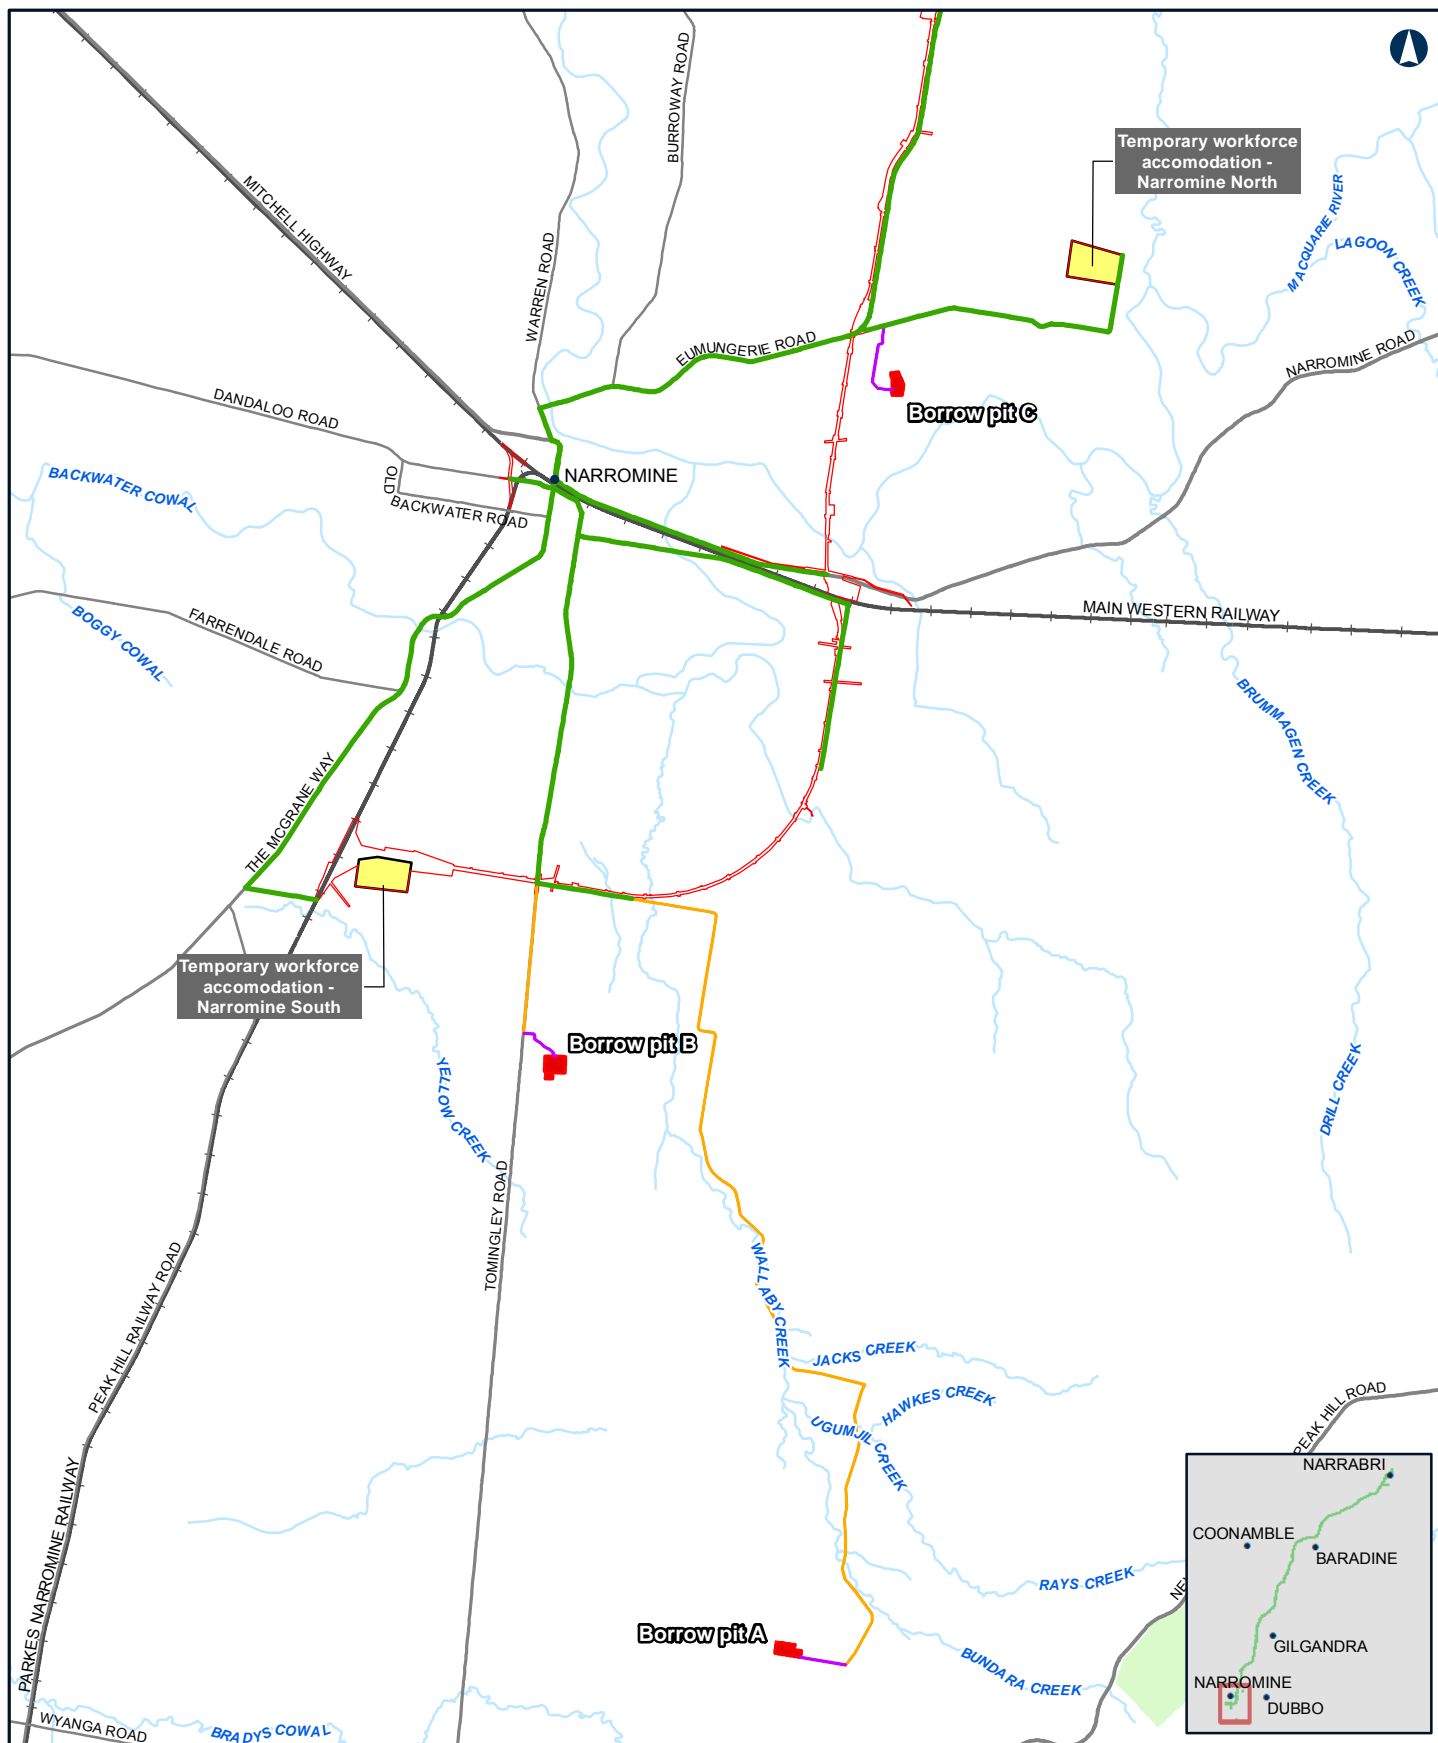 BURROWAY ROAD
Temporary workforce
accomodation -
Narromine North
MITCHELL HIGHWAY
WARREN ROAD
MACQUARIE RIVER
LAGOON CREEK
EUMUNGERIE ROAD
NARROMINE ROAD
DANDALOO ROAD
Borrow pit C
OLD
BACKWATER ROAD
NARROMINE
BACKWATER COWAL
MAIN WESTERN RAILWAY
FARRENDALE ROAD
BOGGY COWAL
BRUMMAGEN CREEK
THE MCGRANE WAY
Temporary workforce
accomodation -
Narromine South
Borrow pit B
YELLOW CREEK
DRILL CREEK
TOMINGLEY ROAD
WALLABY CREEK
PEAK HILL RAILWAY ROAD
JACKS CREEK
HAWKES CREEK
UGUMJIL CREEK
PEAK HILL ROAD
PARKES NARROMINE RAILWAY
RAYS CREEK
Borrow pit A
BUNDARA CREEK
WYANGA ROAD
BRADYS COWAL
NARRABRI
COONAMBLE
BARADINE
GILGANDRA
NARROMINE
DUBBO